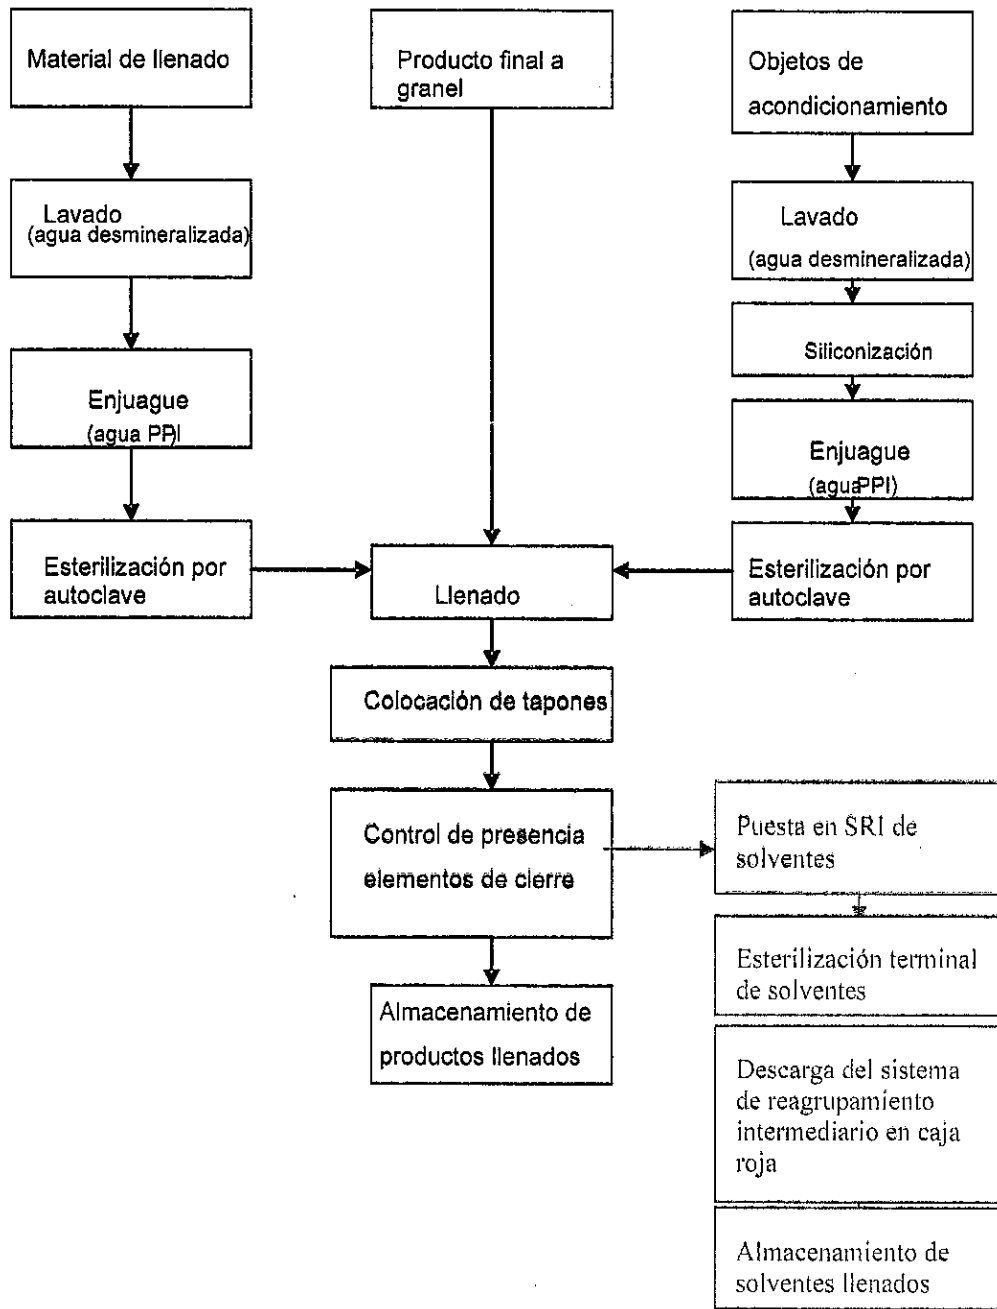 Material de llenado
Producto final a
granel
Objetos de
acondicionamiento
Lavado
(agua desmineralizada)
Lavado
(agua desmineralizada)
Siliconización
Enjuague
(agua PP)I
Enjuague
(aguaPPI)
Esterilización por
autoclave
Llenado
Esterilización por
autoclave
Colocación de tapones
Control de presencia
elementos de cierre
Puesta en SRI de
solventes
Esterilización terminal
de solventes
Almacenamiento de
productos llenados
Descarga del sistema
de reagrupamiento
intermediario en caja
roja
Almacenamiento de
solventes llenados